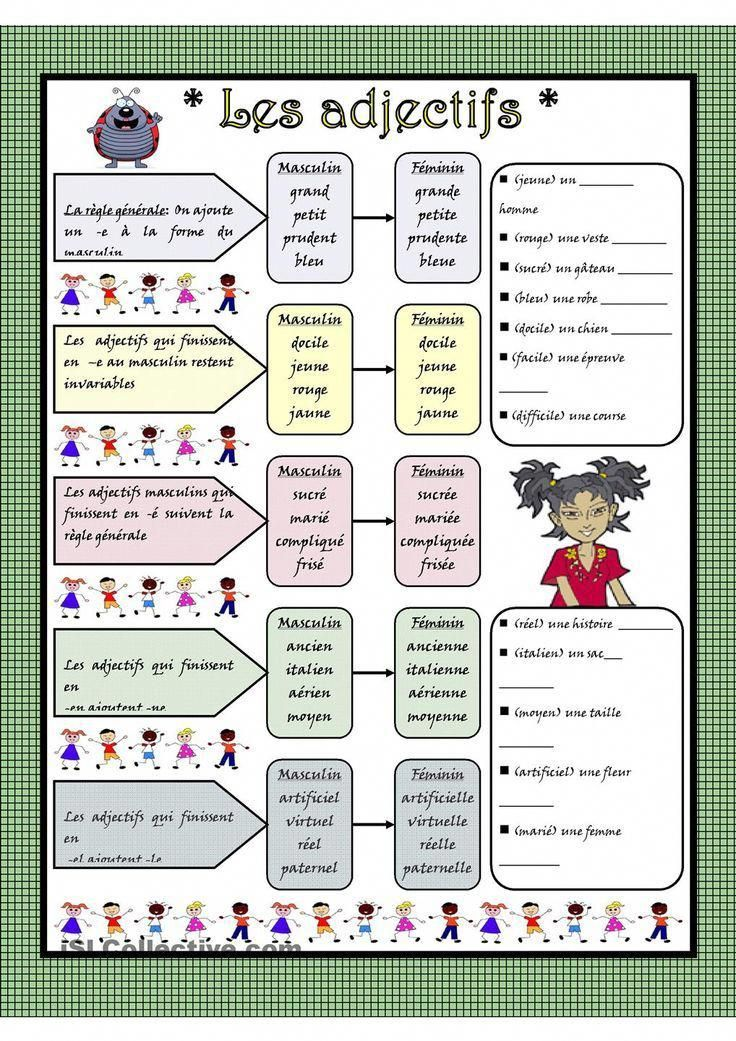 * Les adjectifs *
La règle générale: On ajoute
un -e à la forme du
masculin
Masculin
grand
petit
prudent
bleu
Féminin
grande
petite
prudente
bleue
Les adjectifs qui finissent
en –e au masculin restent
invariables
Masculin
docile
jeune
rouge
jaune
Féminin
docile
jeune
rouge
jaune
Les adjectifs masculins qui
finissent en -é suivent la
règle générale
Masculin
sucré
marié
compliqué
frisé
Féminin
sucrée
mariée
compliquée
frisée
Les adjectifs qui finissent
en
-en ajoutent -ne
Masculin
ancien
italien
aérien
moyen
Féminin
ancienne
italienne
aérienne
moyenne
Les adjectifs qui finissent
en
-el ajoutent -le
Masculin
artificiel
virtuel
réel
paternel
Féminin
artificielle
virtuelle
réelle
paternelle
■ (jeune) un ________
homme
■ (rouge) une veste ________
■ (sucré) un gâteau ________
■ (bleu) une robe __________
■ (docile) un chien _________
■ (facile) une épreuve
_______
■ (difficile) une course
■ (réel) une histoire ________
■ (italien) un sac___
________
■ (moyen) une taille
________
■ (artificiel) une fleur
________
■ (marié) une femme
_________
iSLCollective.com